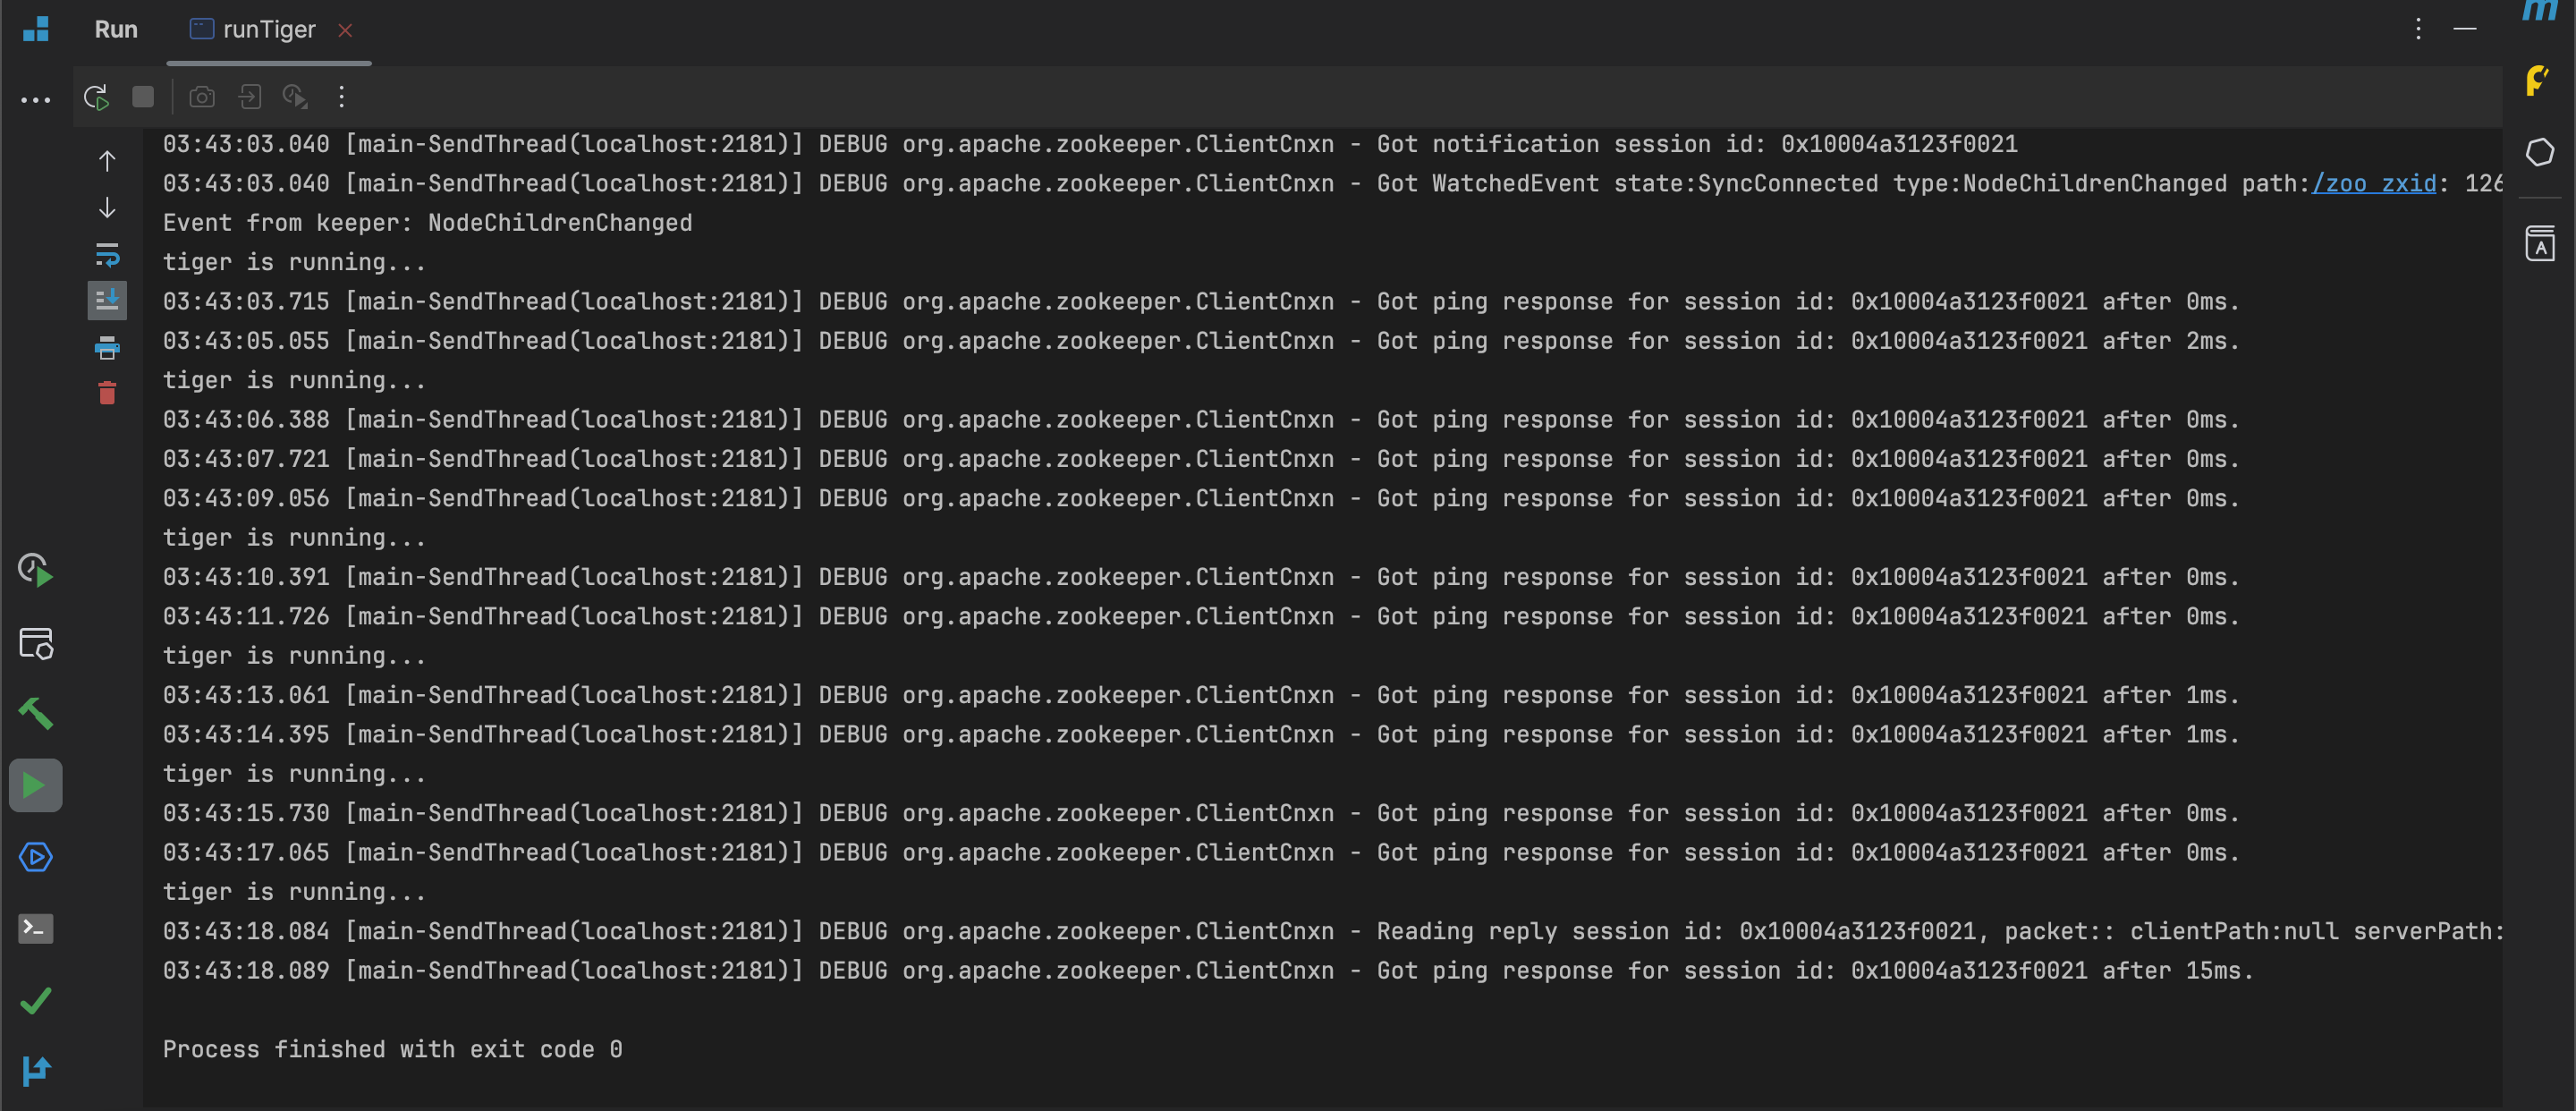 Run runTiger
03:43:03.040 [main-SendThread(localhost:2181)] DEBUG org.apache.zookeeper.ClientCnxn - Got notification session id: 0x10004a3123f0021
03:43:03.040 [main-SendThread(localhost:2181)] DEBUG org.apache.zookeeper.ClientCnxn - Got WatchedEvent state:SyncConnected type:NodeChildrenChanged path:/zoo zxid: 126
Event from keeper: NodeChildrenChanged
tiger is running...
03:43:03.715 [main-SendThread(localhost:2181)] DEBUG org.apache.zookeeper.ClientCnxn - Got ping response for session id: 0x10004a3123f0021 after 0ms.
03:43:05.055 [main-SendThread(localhost:2181)] DEBUG org.apache.zookeeper.ClientCnxn - Got ping response for session id: 0x10004a3123f0021 after 2ms.
tiger is running...
03:43:06.388 [main-SendThread(localhost:2181)] DEBUG org.apache.zookeeper.ClientCnxn - Got ping response for session id: 0x10004a3123f0021 after 0ms.
03:43:07.721 [main-SendThread(localhost:2181)] DEBUG org.apache.zookeeper.ClientCnxn - Got ping response for session id: 0x10004a3123f0021 after 0ms.
03:43:09.056 [main-SendThread(localhost:2181)] DEBUG org.apache.zookeeper.ClientCnxn - Got ping response for session id: 0x10004a3123f0021 after 0ms.
tiger is running...
03:43:10.391 [main-SendThread(localhost:2181)] DEBUG org.apache.zookeeper.ClientCnxn - Got ping response for session id: 0x10004a3123f0021 after 0ms.
03:43:11.726 [main-SendThread(localhost:2181)] DEBUG org.apache.zookeeper.ClientCnxn - Got ping response for session id: 0x10004a3123f0021 after 0ms.
tiger is running...
03:43:13.061 [main-SendThread(localhost:2181)] DEBUG org.apache.zookeeper.ClientCnxn - Got ping response for session id: 0x10004a3123f0021 after 1ms.
03:43:14.395 [main-SendThread(localhost:2181)] DEBUG org.apache.zookeeper.ClientCnxn - Got ping response for session id: 0x10004a3123f0021 after 1ms.
tiger is running...
03:43:15.730 [main-SendThread(localhost:2181)] DEBUG org.apache.zookeeper.ClientCnxn - Got ping response for session id: 0x10004a3123f0021 after 0ms.
03:43:17.065 [main-SendThread(localhost:2181)] DEBUG org.apache.zookeeper.ClientCnxn - Got ping response for session id: 0x10004a3123f0021 after 0ms.
tiger is running...
03:43:18.084 [main-SendThread(localhost:2181)] DEBUG org.apache.zookeeper.ClientCnxn - Reading reply session id: 0x10004a3123f0021, packet:: clientPath:null serverPath:
03:43:18.089 [main-SendThread(localhost:2181)] DEBUG org.apache.zookeeper.ClientCnxn - Got ping response for session id: 0x10004a3123f0021 after 15ms.
Process finished with exit code 0